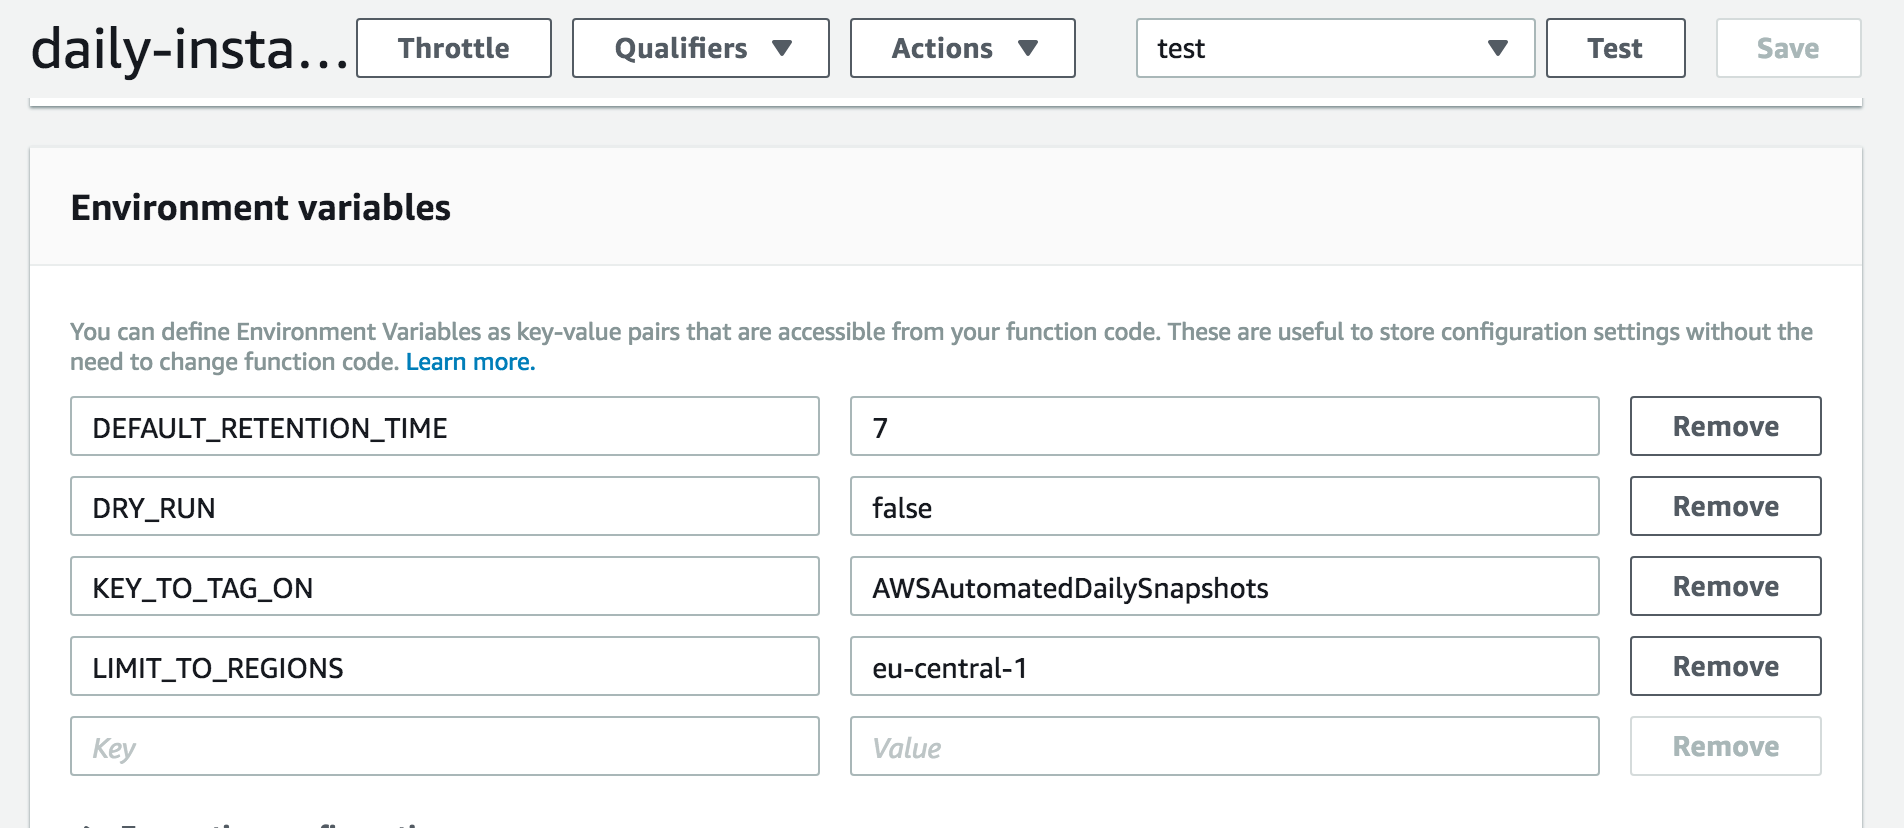 daily-insta... Throttle Qualifiers Actions test Test Save
Environment variables
You can define Environment Variables as key-value pairs that are accessible from your function code. These are useful to store configuration settings without the
need to change function code. Learn more.
DEFAULT_RETENTION_TIME 7 Remove
DRY_RUN false Remove
KEY_TO_TAG_ON AWSAutomatedDailySnapshots Remove
LIMIT_TO_REGIONS eu-central-1 Remove
Key Value Remove